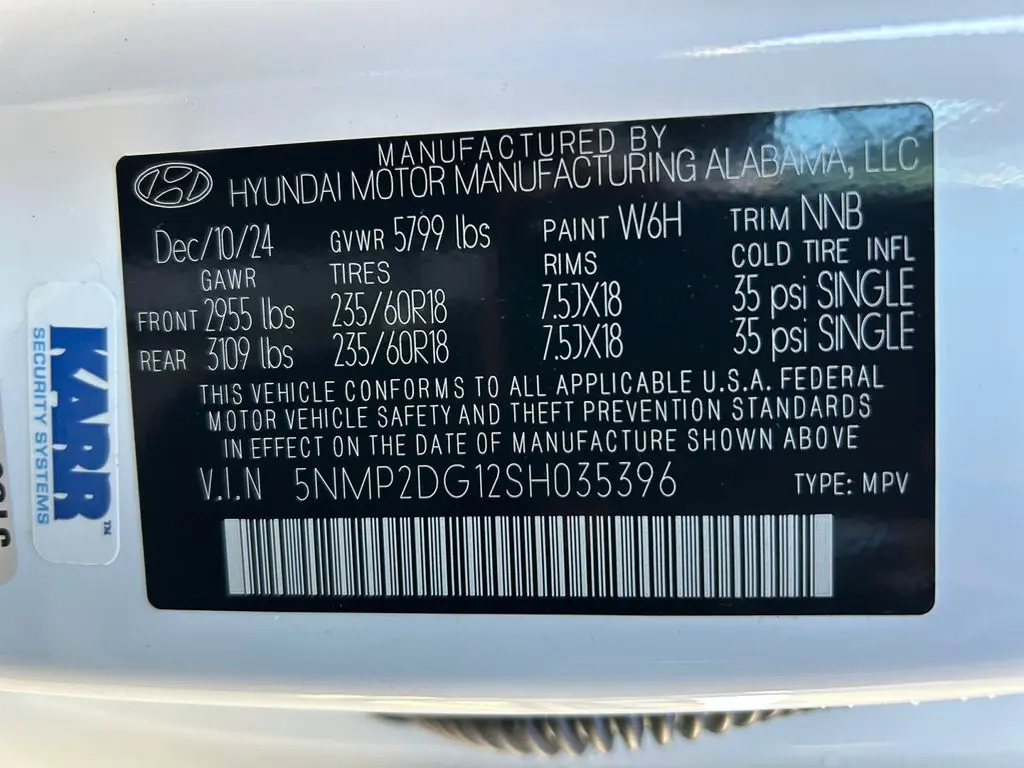 MANUFACTURED BY
HYUNDAI MOTOR MANUFACTURING ALABAMA, LLC
Dec/10/24 GVWR 5799 lbs PAINT W6H TRIM NNB
GAWR TIRES RIMS COLD TIRE INFL
FRONT 2955 lbs 235/60R18 7.5JX18 35 psi SINGLE
REAR 3109 lbs 235/60R18 7.5JX18 35 psi SINGLE
THIS VEHICLE CONFORMS TO ALL APPLICABLE U.S.A. FEDERAL
MOTOR VEHICLE SAFETY AND THEFT PREVENTION STANDARDS
IN EFFECT ON THE DATE OF MANUFACTURE SHOWN ABOVE
V.I.N 5NMP2DG12SH035396 TYPE: MPV
KARR™
SECURITY SYSTEMS